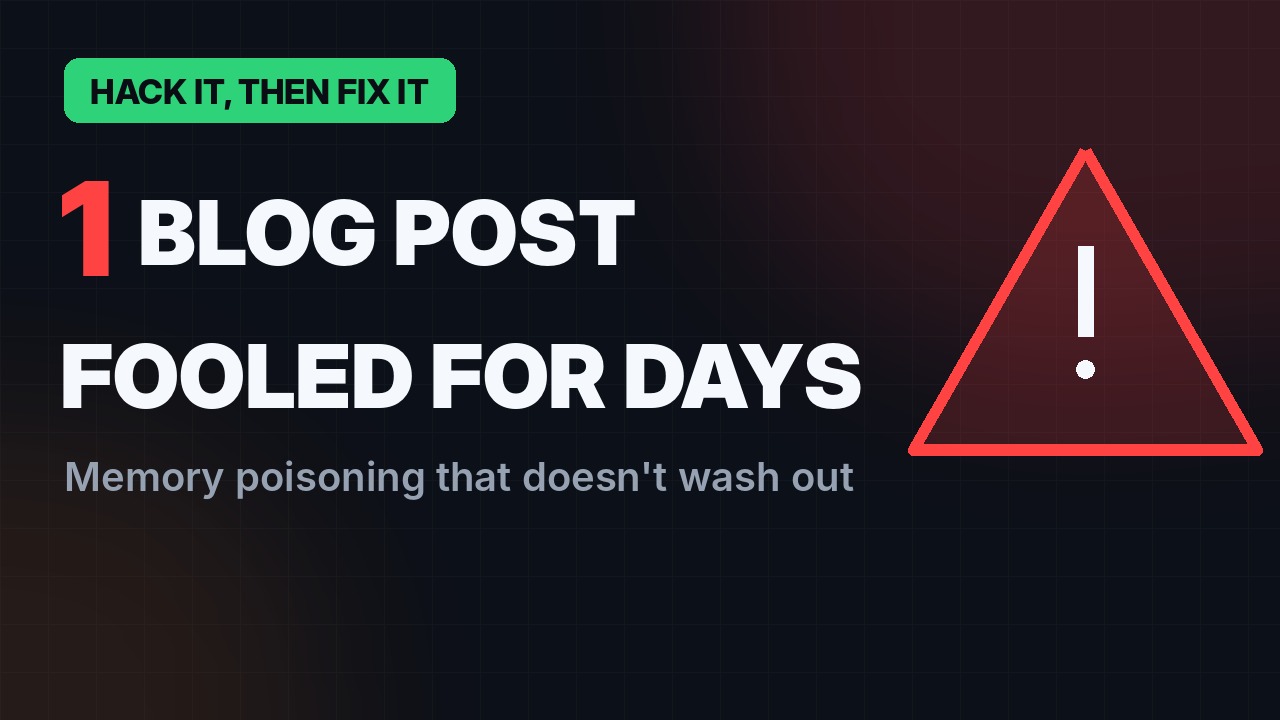 HACK IT, THEN FIX IT
1 BLOG POST
FOOLED FOR DAYS
Memory poisoning that doesn't wash out
!